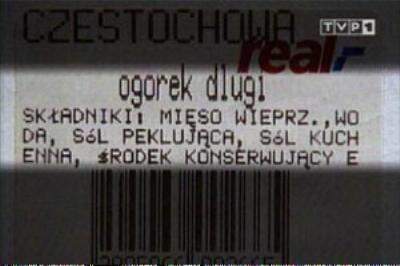 CZESTOCHOWA
TVP1
real,-
ogorek dlugi
SKŁADNIKI: MIĘSO WIEPRZ.,WO
DA, SóL PEKLUJĄCA, SóL KUCH
ENNA, ŚRODEK KONSERWUJĄCY E